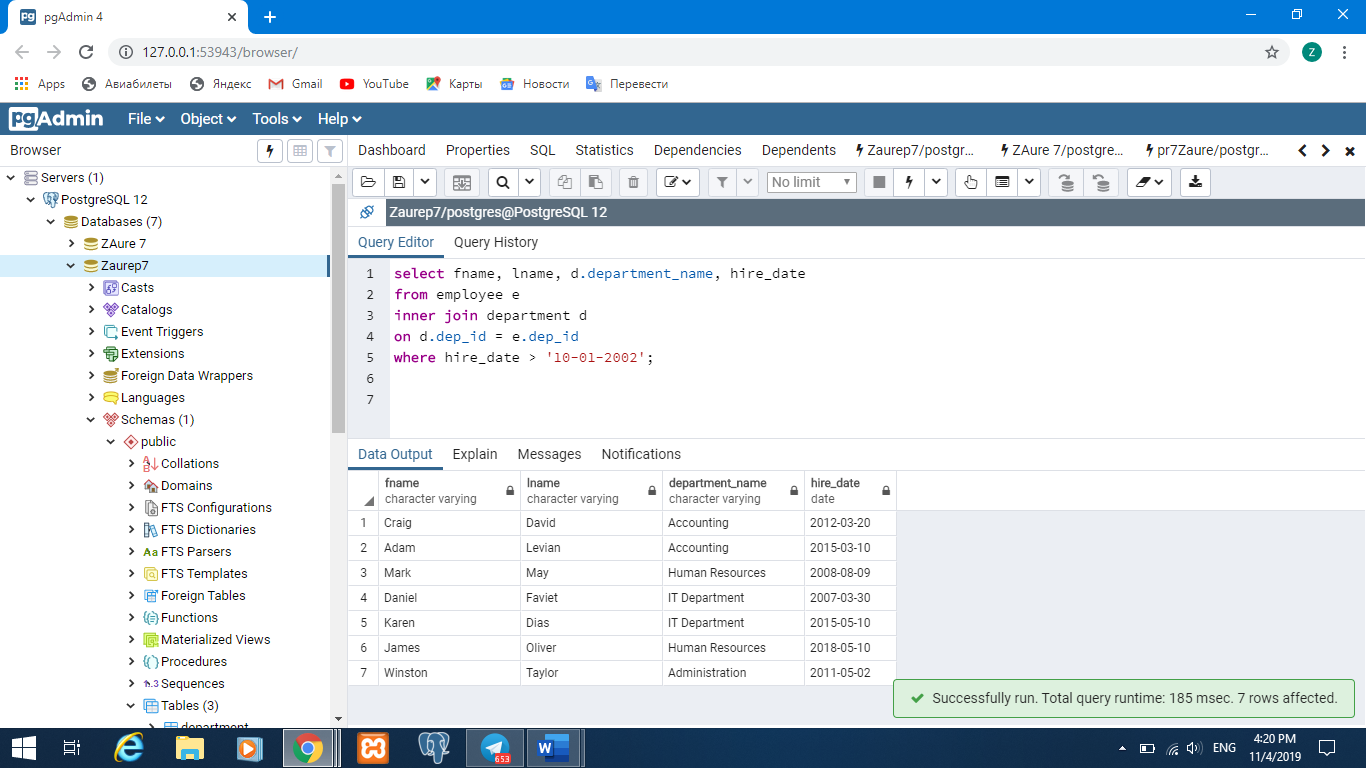 pgAdmin 4
127.0.0.1:53943/browser/
Z
Apps Авиабилеты Яндекс Gmail YouTube Карты Новости Перевести
pgAdmin File Object Tools Help
Browser
Dashboard Properties SQL Statistics Dependencies Dependents Zaurep7/postgr... ZAure 7/postgre... pr7Zaure/postgr...
Servers (1)
PostgreSQL 12
Databases (7)
ZAure 7
Zaurep7
Casts
Catalogs
Event Triggers
Extensions
Foreign Data Wrappers
Languages
Schemas (1)
public
Collations
Domains
FTS Configurations
FTS Dictionaries
Aa FTS Parsers
FTS Templates
Foreign Tables
Functions
Materialized Views
Procedures
1..3 Sequences
Tables (3)
department
No limit
Zaurep7/postgres@PostgreSQL 12
Query Editor Query History
1 select fname, lname, d.department_name, hire_date
2 from employee e
3 inner join department d
4 on d.dep_id = e.dep_id
5 where hire_date > '10-01-2002';
6
7
Data Output Explain Messages Notifications
fname lname department_name hire_date
character varying character varying character varying date
1 Craig David Accounting 2012-03-20
2 Adam Levian Accounting 2015-03-10
3 Mark May Human Resources 2008-08-09
4 Daniel Faviet IT Department 2007-03-30
5 Karen Dias IT Department 2015-05-10
6 James Oliver Human Resources 2018-05-10
7 Winston Taylor Administration 2011-05-02
Successfully run. Total query runtime: 185 msec. 7 rows affected.
653
W
ENG
4:20 PM
11/4/2019